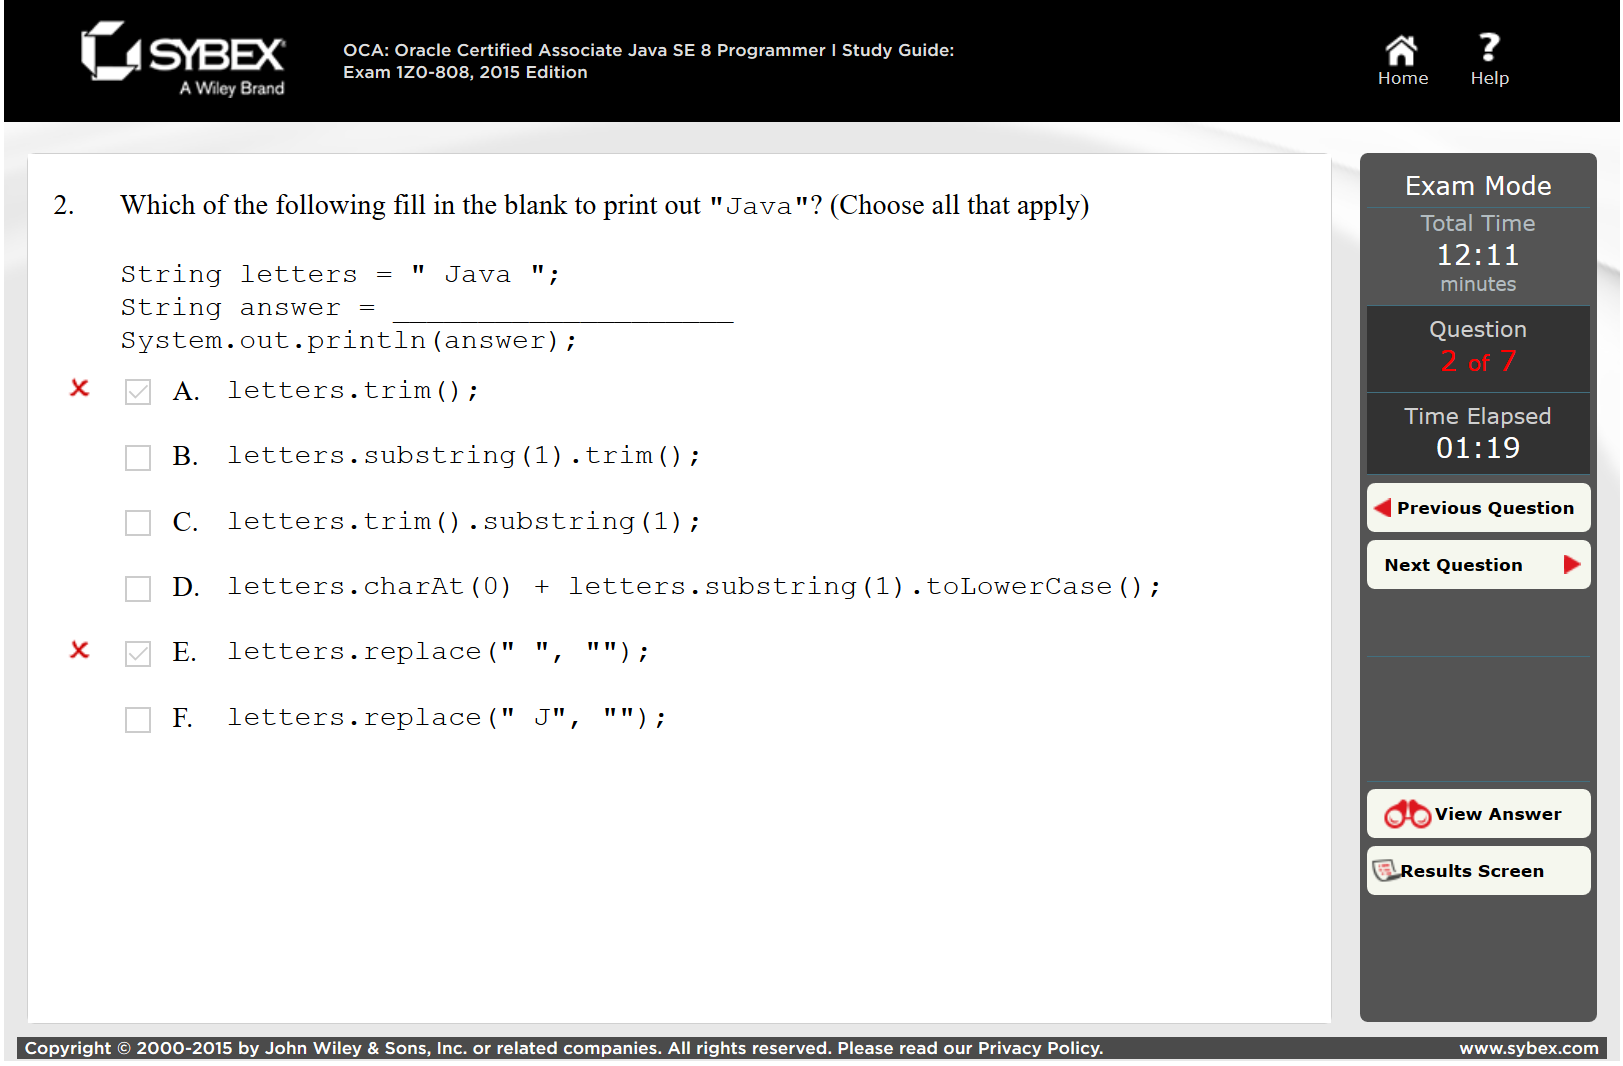 SYBEX
A Wiley Brand
OCA: Oracle Certified Associate Java SE 8 Programmer I Study Guide:
Exam 1Z0-808, 2015 Edition
Home
Help
2. Which of the following fill in the blank to print out "Java"? (Choose all that apply)
String letters = " Java ";
String answer = ____________________
System.out.println(answer);
A. letters.trim();
B. letters.substring(1).trim();
C. letters.trim().substring(1);
D. letters.charAt(0) + letters.substring(1).toLowerCase();
E. letters.replace(" ", "");
F. letters.replace(" J", "");
Exam Mode
Total Time
12:11
minutes
Question
2 of 7
Time Elapsed
01:19
Previous Question
Next Question
View Answer
Results Screen
Copyright © 2000-2015 by John Wiley & Sons, Inc. or related companies. All rights reserved. Please read our Privacy Policy.
www.sybex.com